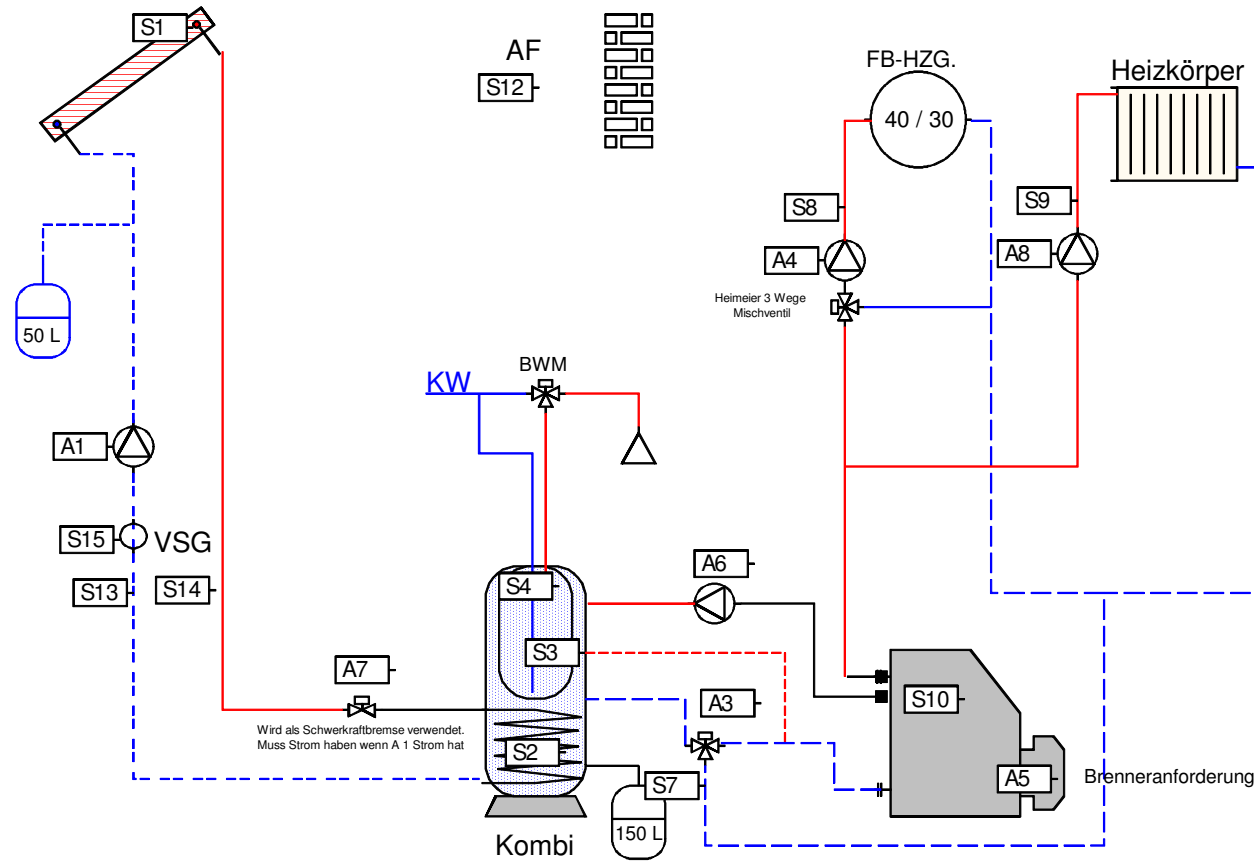 S1
AF
S12
FB-HZG.
40 / 30
Heizkörper
S8
S9
A4
A8
Heimeier 3 Wege
Mischventil
50 L
KW
BWM
A1
S15
VSG
S13
S14
A6
S4
S3
A7
Wird als Schwerkraftbremse verwendet.
Muss Strom haben wenn A 1 Strom hat
A3
S10
S2
S7
A5
Brenneranforderung
150 L
Kombi